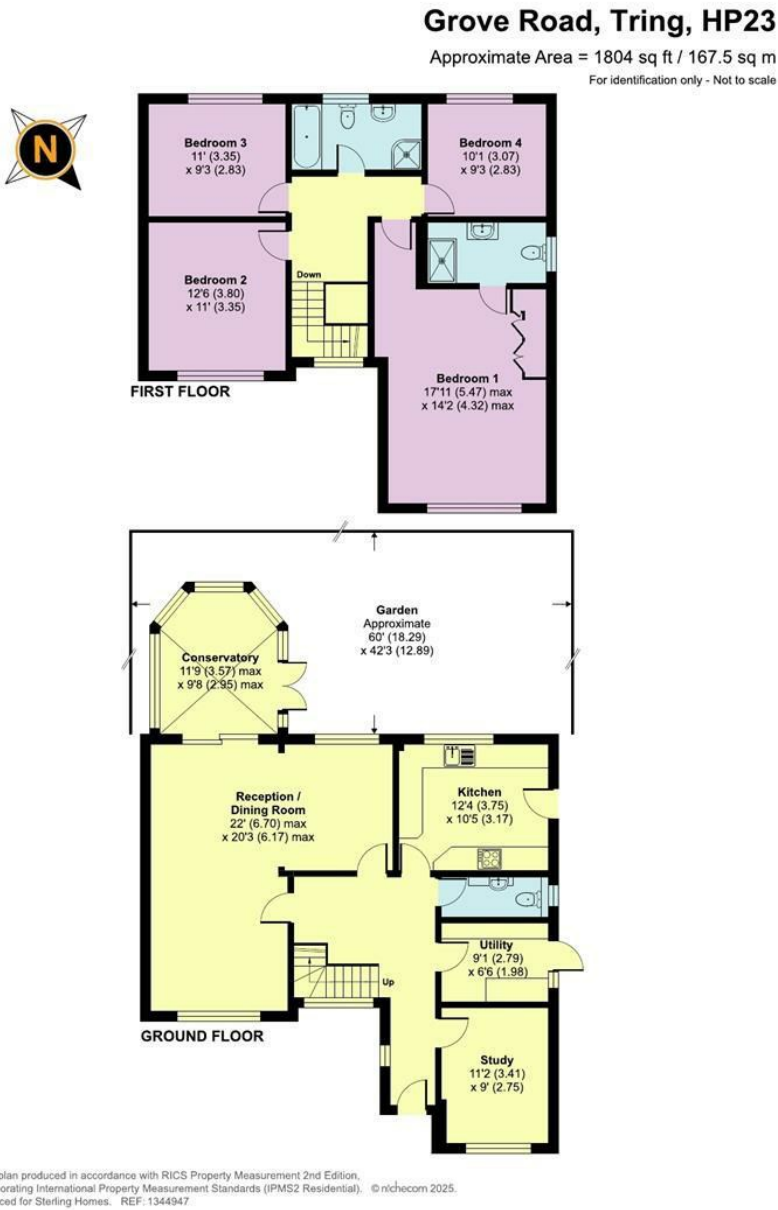 Grove Road, Tring, HP23
Approximate Area = 1804 sq ft / 167.5 sq m
For identification only - Not to scale
N
Bedroom 3
11' (3.35)
x 9'3 (2.83)
Bedroom 4
10'1 (3.07)
x 9'3 (2.83)
Bedroom 2
12'6 (3.80)
x 11' (3.35)
Down
Bedroom 1
17'11 (5.47) max
x 14'2 (4.32) max
FIRST FLOOR
Garden
Approximate
60' (18.29)
x 42'3 (12.89)
Conservatory
11'9 (3.57) max
x 9'8 (2.95) max
Reception /
Dining Room
22' (6.70) max
x 20'3 (6.17) max
Kitchen
12'4 (3.75)
x 10'5 (3.17)
Utility
9'1 (2.79)
x 6'6 (1.98)
Up
GROUND FLOOR
Study
11'2 (3.41)
x 9' (2.75)
plan produced in accordance with RICS Property Measurement 2nd Edition,
orating International Property Measurement Standards (IPMS2 Residential). © nichecom 2025.
ced for Sterling Homes. REF: 1344947